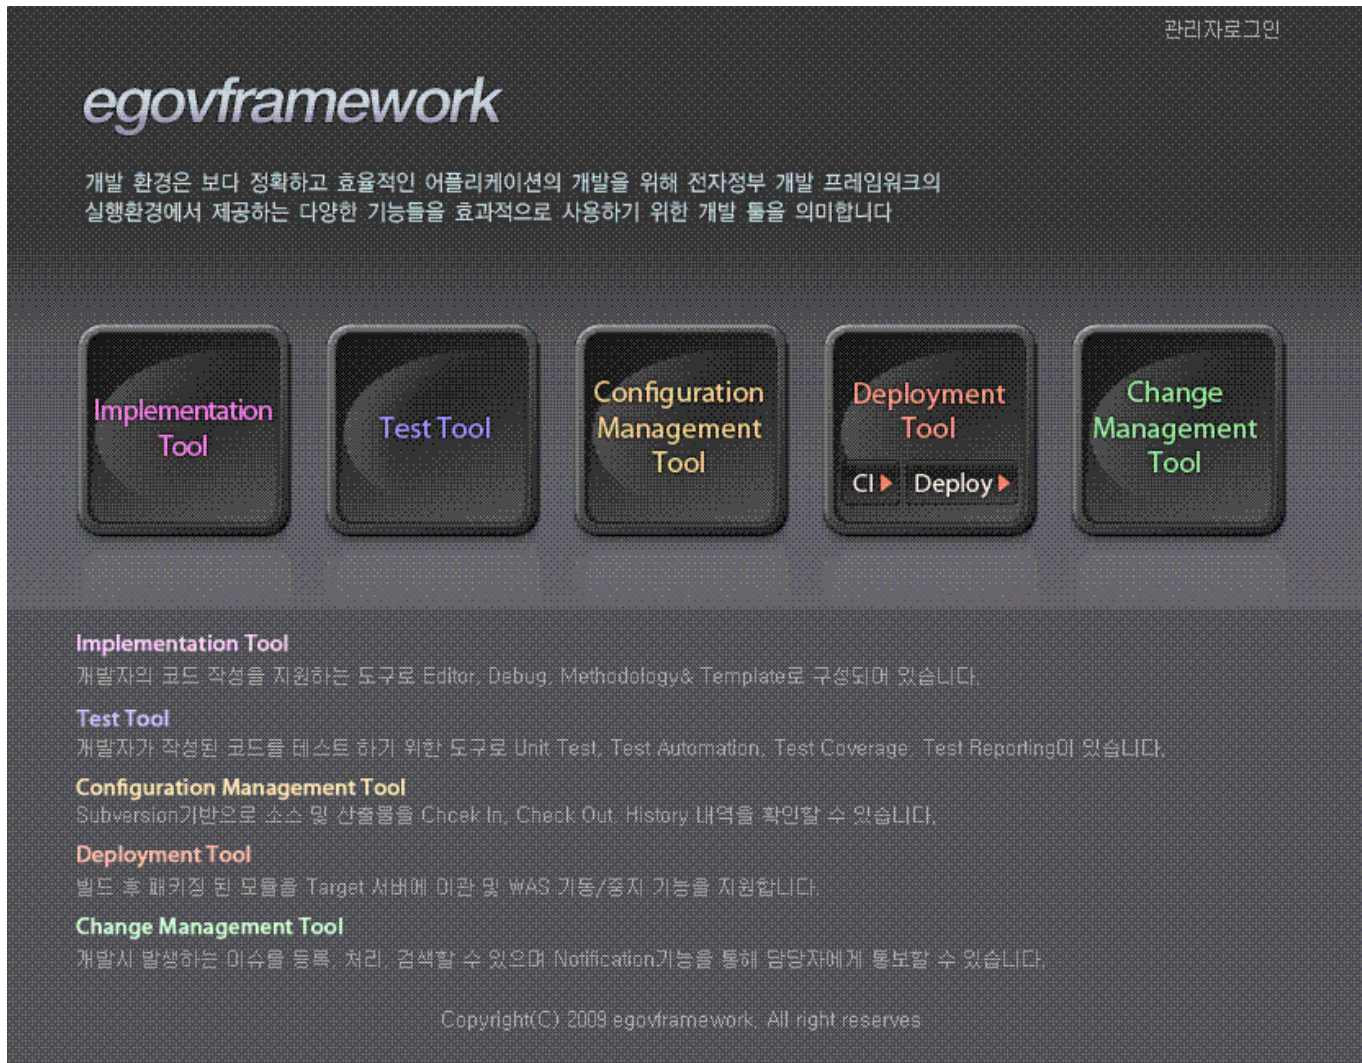 관리자로그인
egovframework
개발 환경은 보다 정확하고 효율적인 어플리케이션의 개발을 위해 전자정부 개발 프레임워크의
실행환경에서 제공하는 다양한 기능들을 효과적으로 사용하기 위한 개발 툴을 의미합니다
Implementation
Tool
Test Tool
Configuration
Management
Tool
Deployment
Tool
CI Deploy
Change
Management
Tool
Implementation Tool
개발자의 코드 작성을 지원하는 도구로 Editor, Debug, Methodology& Template로 구성되어 있습니다.
Test Tool
개발자가 작성된 코드를 테스트 하기 위한 도구로 Unit Test, Test Automation, Test Coverage, Test Reporting이 있습니다.
Configuration Management Tool
Subversion기반으로 소스 및 산출물을 Chcek In, Check Out, History 내역을 확인할 수 있습니다.
Deployment Tool
빌드 후 패키징 된 모듈을 Target 서버에 이관 및 WAS 기동/중지 기능을 지원합니다.
Change Management Tool
개발시 발생하는 이슈를 등록, 처리, 검색할 수 있으며 Notification기능을 통해 담당자에게 통보할 수 있습니다.
Copyright(C) 2009 egovframework, All right reserves